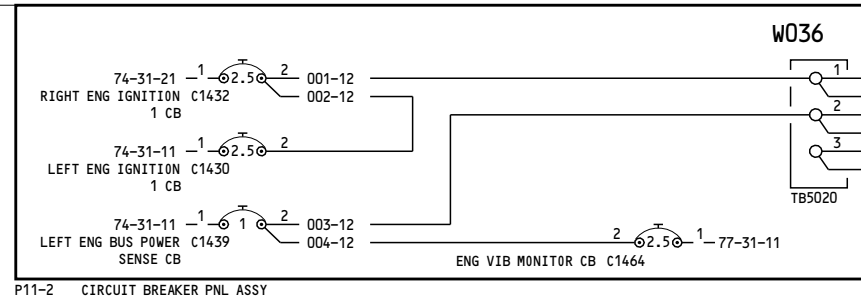 W036
74-31-21 1 2.5 2 001-12 1
RIGHT ENG IGNITION C1432 002-12
1 CB 2
74-31-11 1 2.5 2 3
LEFT ENG IGNITION C1430
1 CB
TB5020
74-31-11 1 1 2 003-12
LEFT ENG BUS POWER C1439 004-12 2 2.5 1 77-31-11
SENSE CB ENG VIB MONITOR CB C1464
P11-2 CIRCUIT BREAKER PNL ASSY